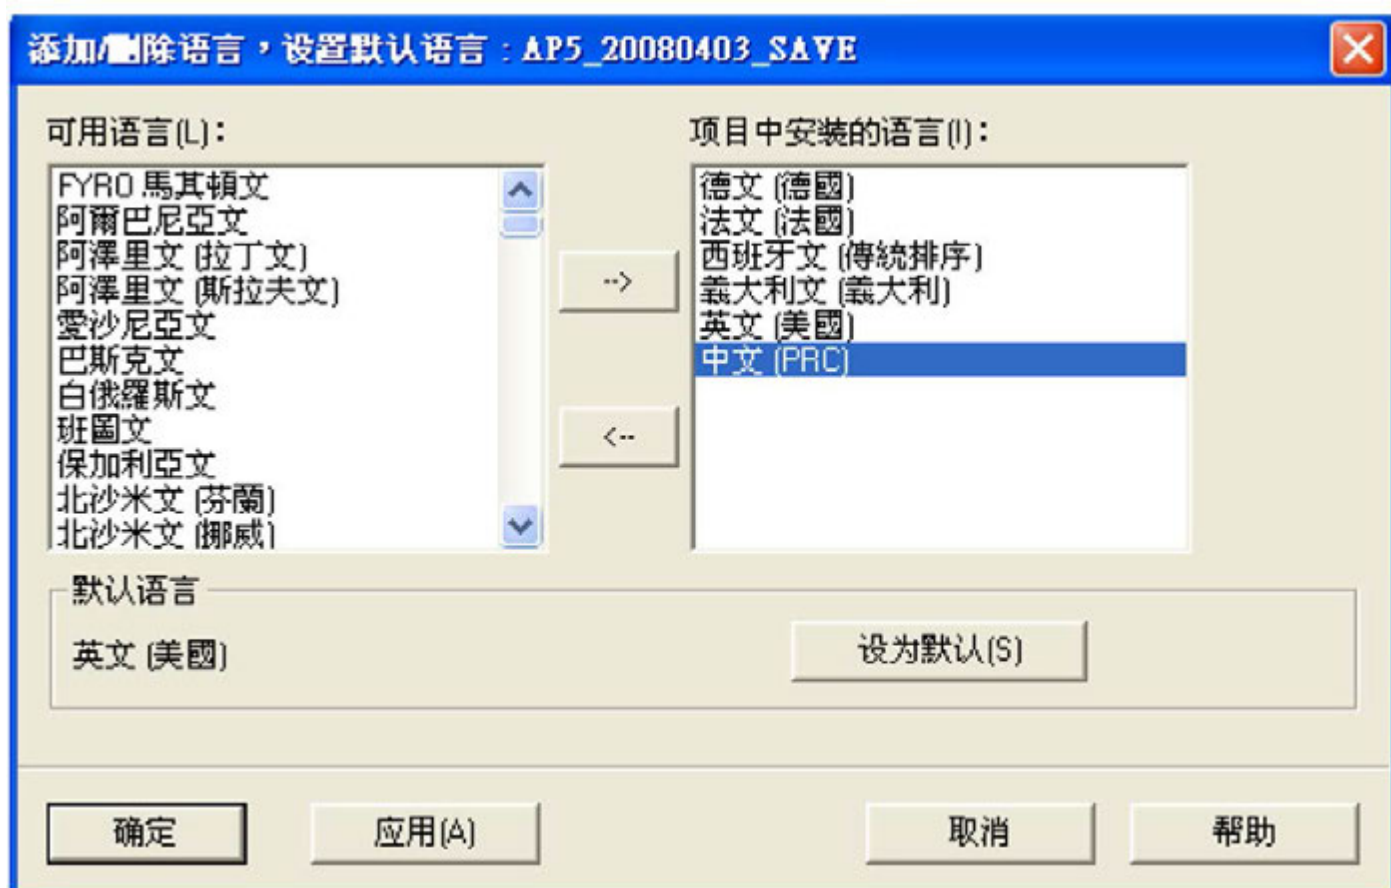 添加/删除语言，设置默认语言：AP5_20080403_SAVE
可用语言(L)：
FYRO 馬其頓文
阿爾巴尼亞文
阿澤里文 (拉丁文)
阿澤里文 (斯拉夫文)
愛沙尼亞文
巴斯克文
白俄羅斯文
班圖文
保加利亞文
北沙米文 (芬蘭)
北沙米文 (挪威)
-->
<--
项目中安装的语言(I)：
德文 (德國)
法文 (法國)
西班牙文 (傳統排序)
義大利文 (義大利)
英文 (美國)
中文 (PRC)
默认语言
英文 (美國)
设为默认(S)
确定
应用(A)
取消
帮助